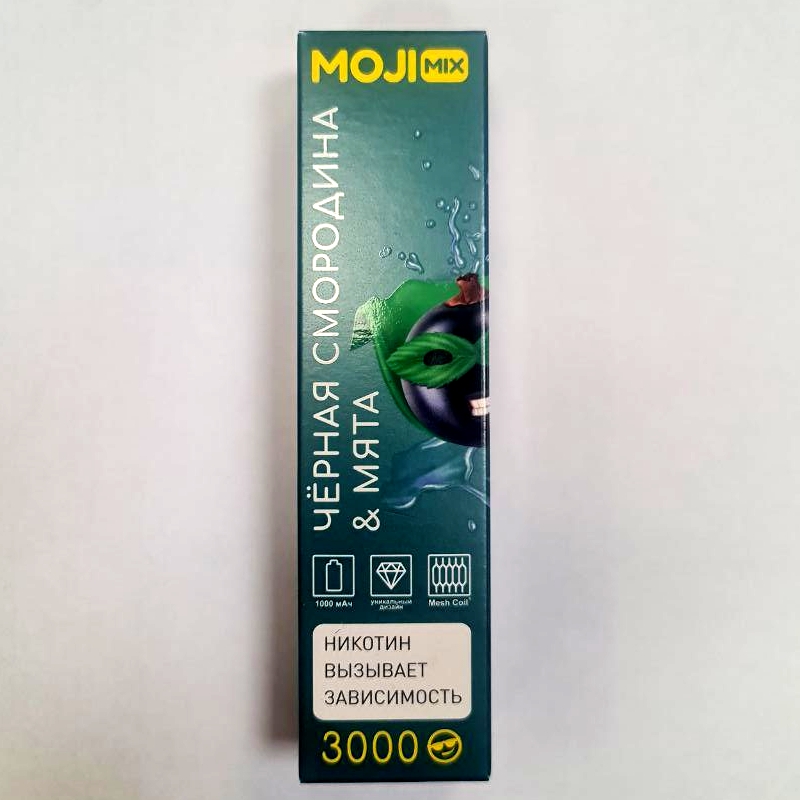 MOJI MIX
ЧЁРНАЯ СМОРОДИНА
& МЯТА
1000 мАч
уникальный
дизайн
Mesh Coil
НИКОТИН
ВЫЗЫВАЕТ
ЗАВИСИМОСТЬ
3000